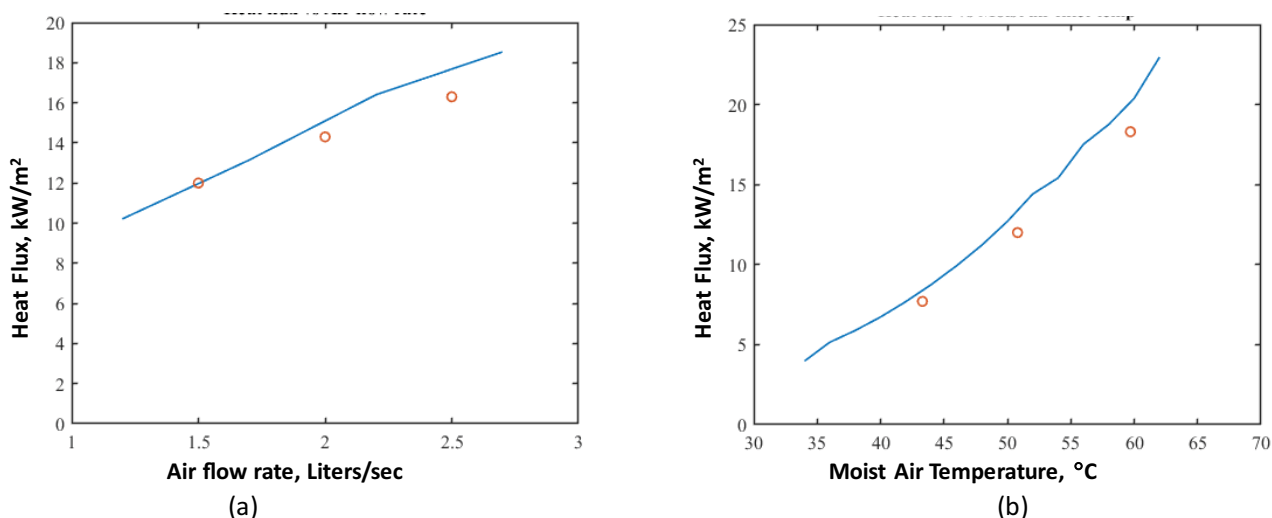 20
18
16
14
12
10
8
6
4
2
0
Heat Flux, kW/m²
1 1.5 2 2.5 3
Air flow rate, Liters/sec
(a)
25
20
15
10
5
0
Heat Flux, kW/m²
30 35 40 45 50 55 60 65 70
Moist Air Temperature, °C
(b)